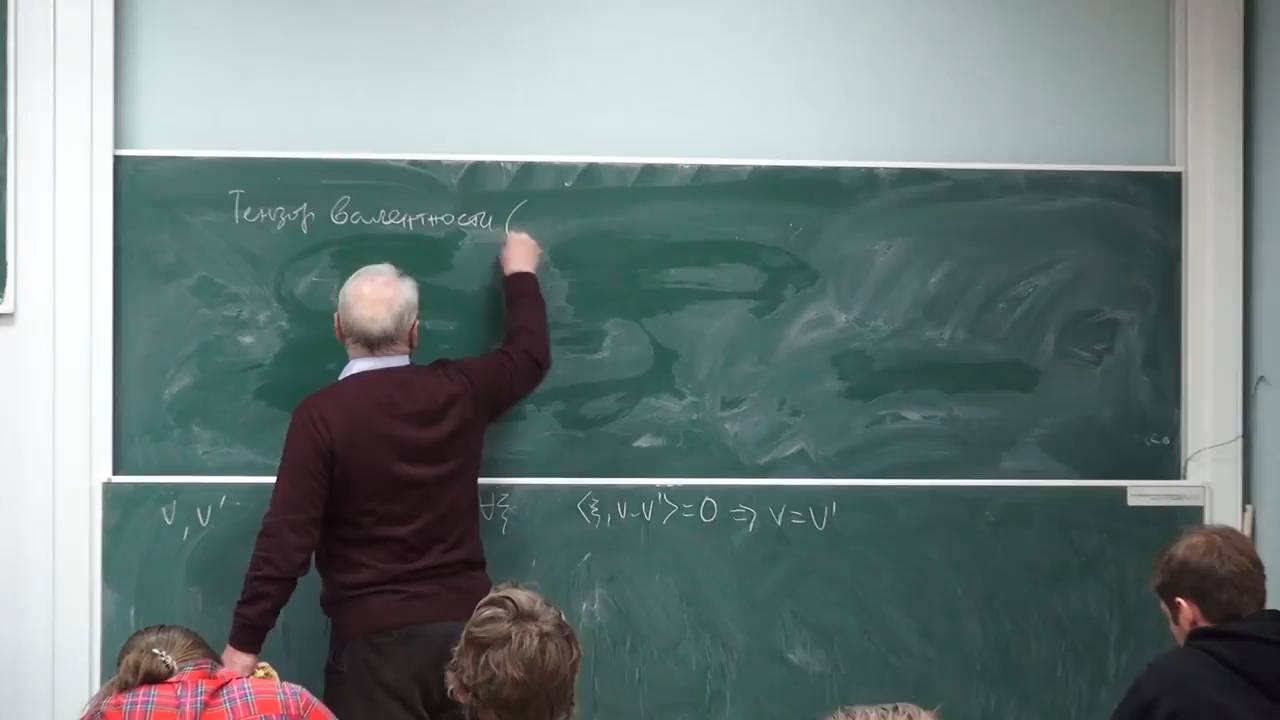 Тензор валентности (
v, v' ∀ξ ⟨ξ, v-v'⟩=0 ⇒ v=v'